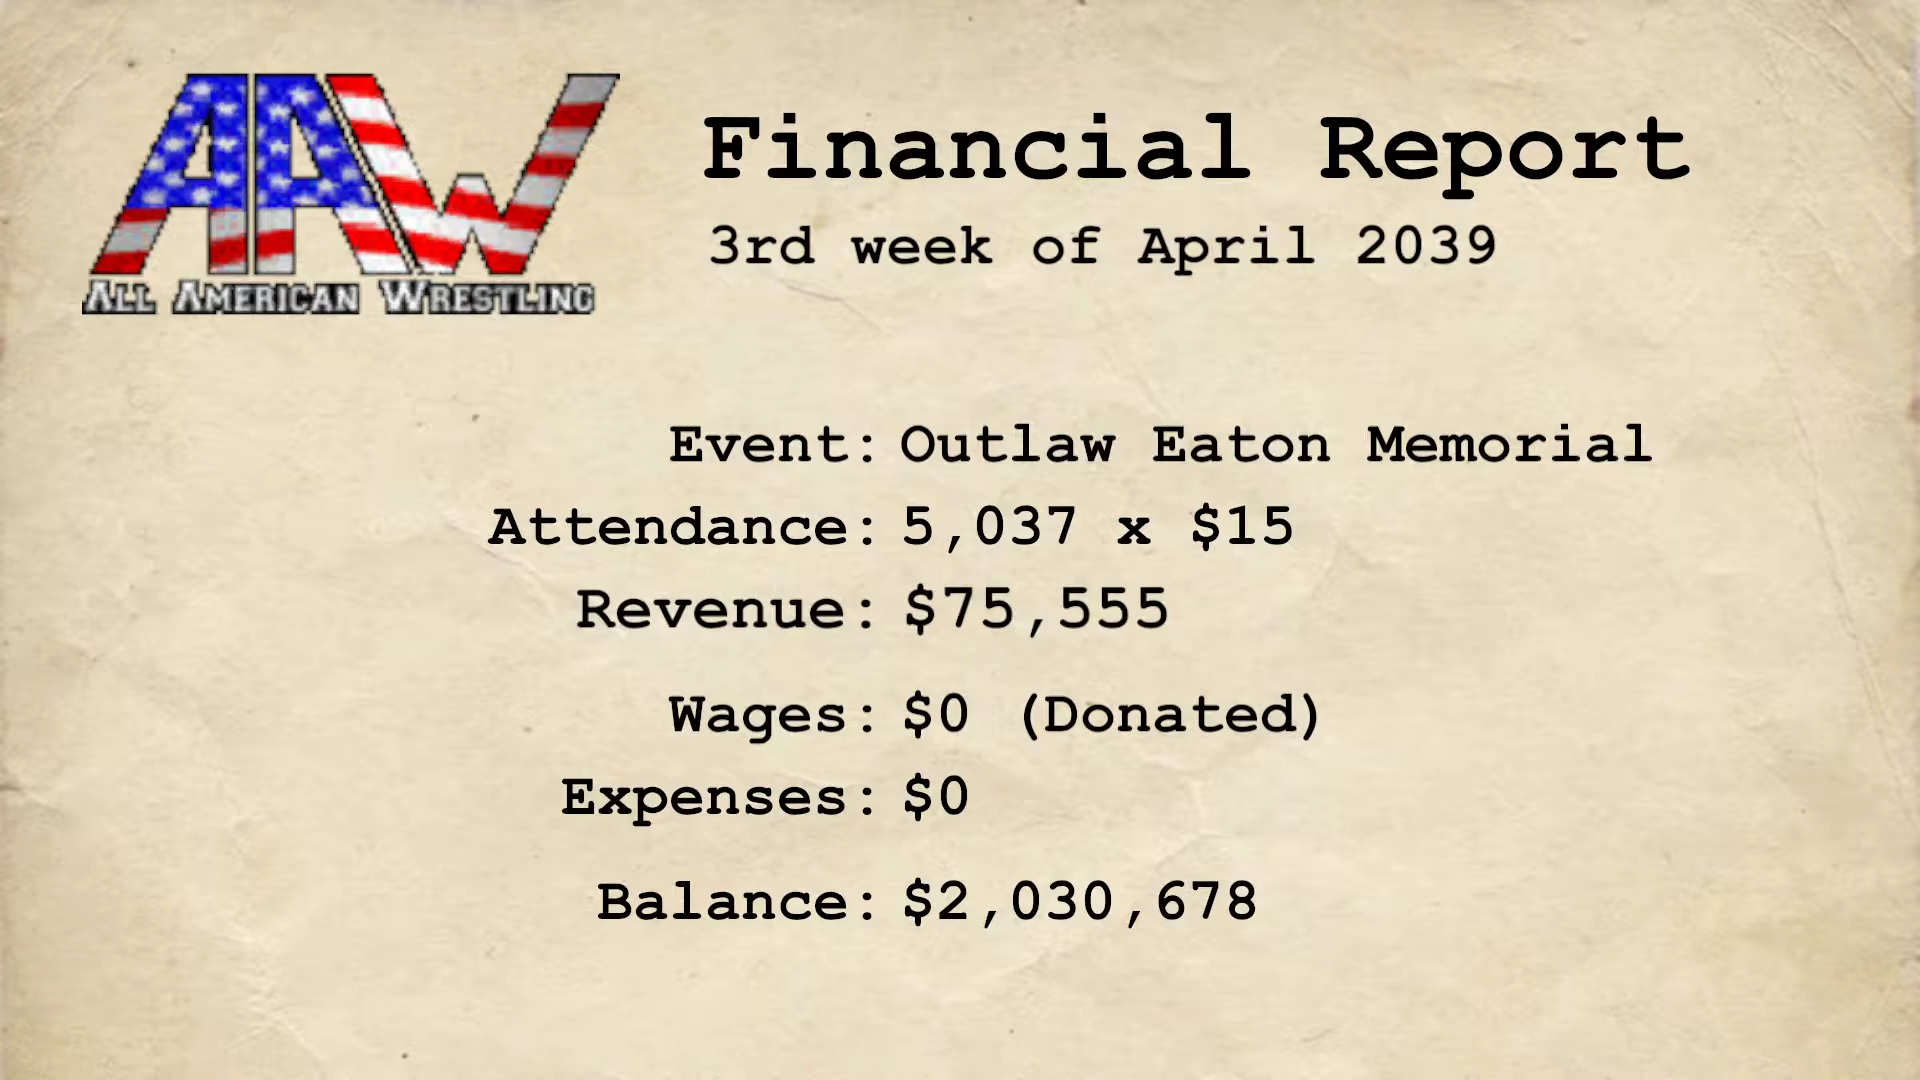 AAW
ALL AMERICAN WRESTLING
Financial Report
3rd week of April 2039
Event: Outlaw Eaton Memorial
Attendance: 5,037 x $15
Revenue: $75,555
Wages: $0 (Donated)
Expenses: $0
Balance: $2,030,678